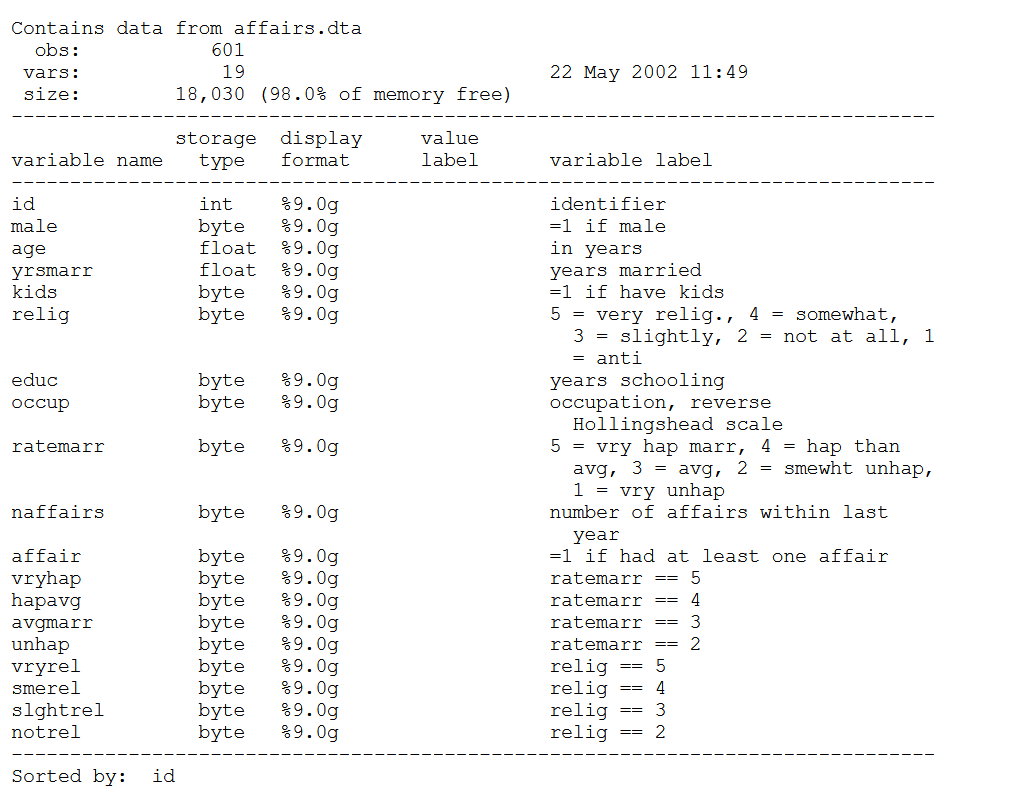 Contains data from affairs.dta
  obs:           601
 vars:            19                          22 May 2002 11:49
 size:        18,030 (98.0% of memory free)
-------------------------------------------------------------------------------
              storage  display     value
variable name   type   format      label      variable label
-------------------------------------------------------------------------------
id              int    %9.0g                  identifier
male            byte   %9.0g                  =1 if male
age             float  %9.0g                  in years
yrsmarr         float  %9.0g                  years married
kids            byte   %9.0g                  =1 if have kids
relig           byte   %9.0g                  5 = very relig., 4 = somewhat,
                                                3 = slightly, 2 = not at all, 1
                                                = anti
educ            byte   %9.0g                  years schooling
occup           byte   %9.0g                  occupation, reverse
                                                Hollingshead scale
ratemarr        byte   %9.0g                  5 = vry hap marr, 4 = hap than
                                                avg, 3 = avg, 2 = smewht unhap,
                                                1 = vry unhap
naffairs        byte   %9.0g                  number of affairs within last
                                                year
affair          byte   %9.0g                  =1 if had at least one affair
vryhap          byte   %9.0g                  ratemarr == 5
hapavg          byte   %9.0g                  ratemarr == 4
avgmarr         byte   %9.0g                  ratemarr == 3
unhap           byte   %9.0g                  ratemarr == 2
vryrel          byte   %9.0g                  relig == 5
smerel          byte   %9.0g                  relig == 4
slghtrel        byte   %9.0g                  relig == 3
notrel          byte   %9.0g                  relig == 2
-------------------------------------------------------------------------------
Sorted by:  id